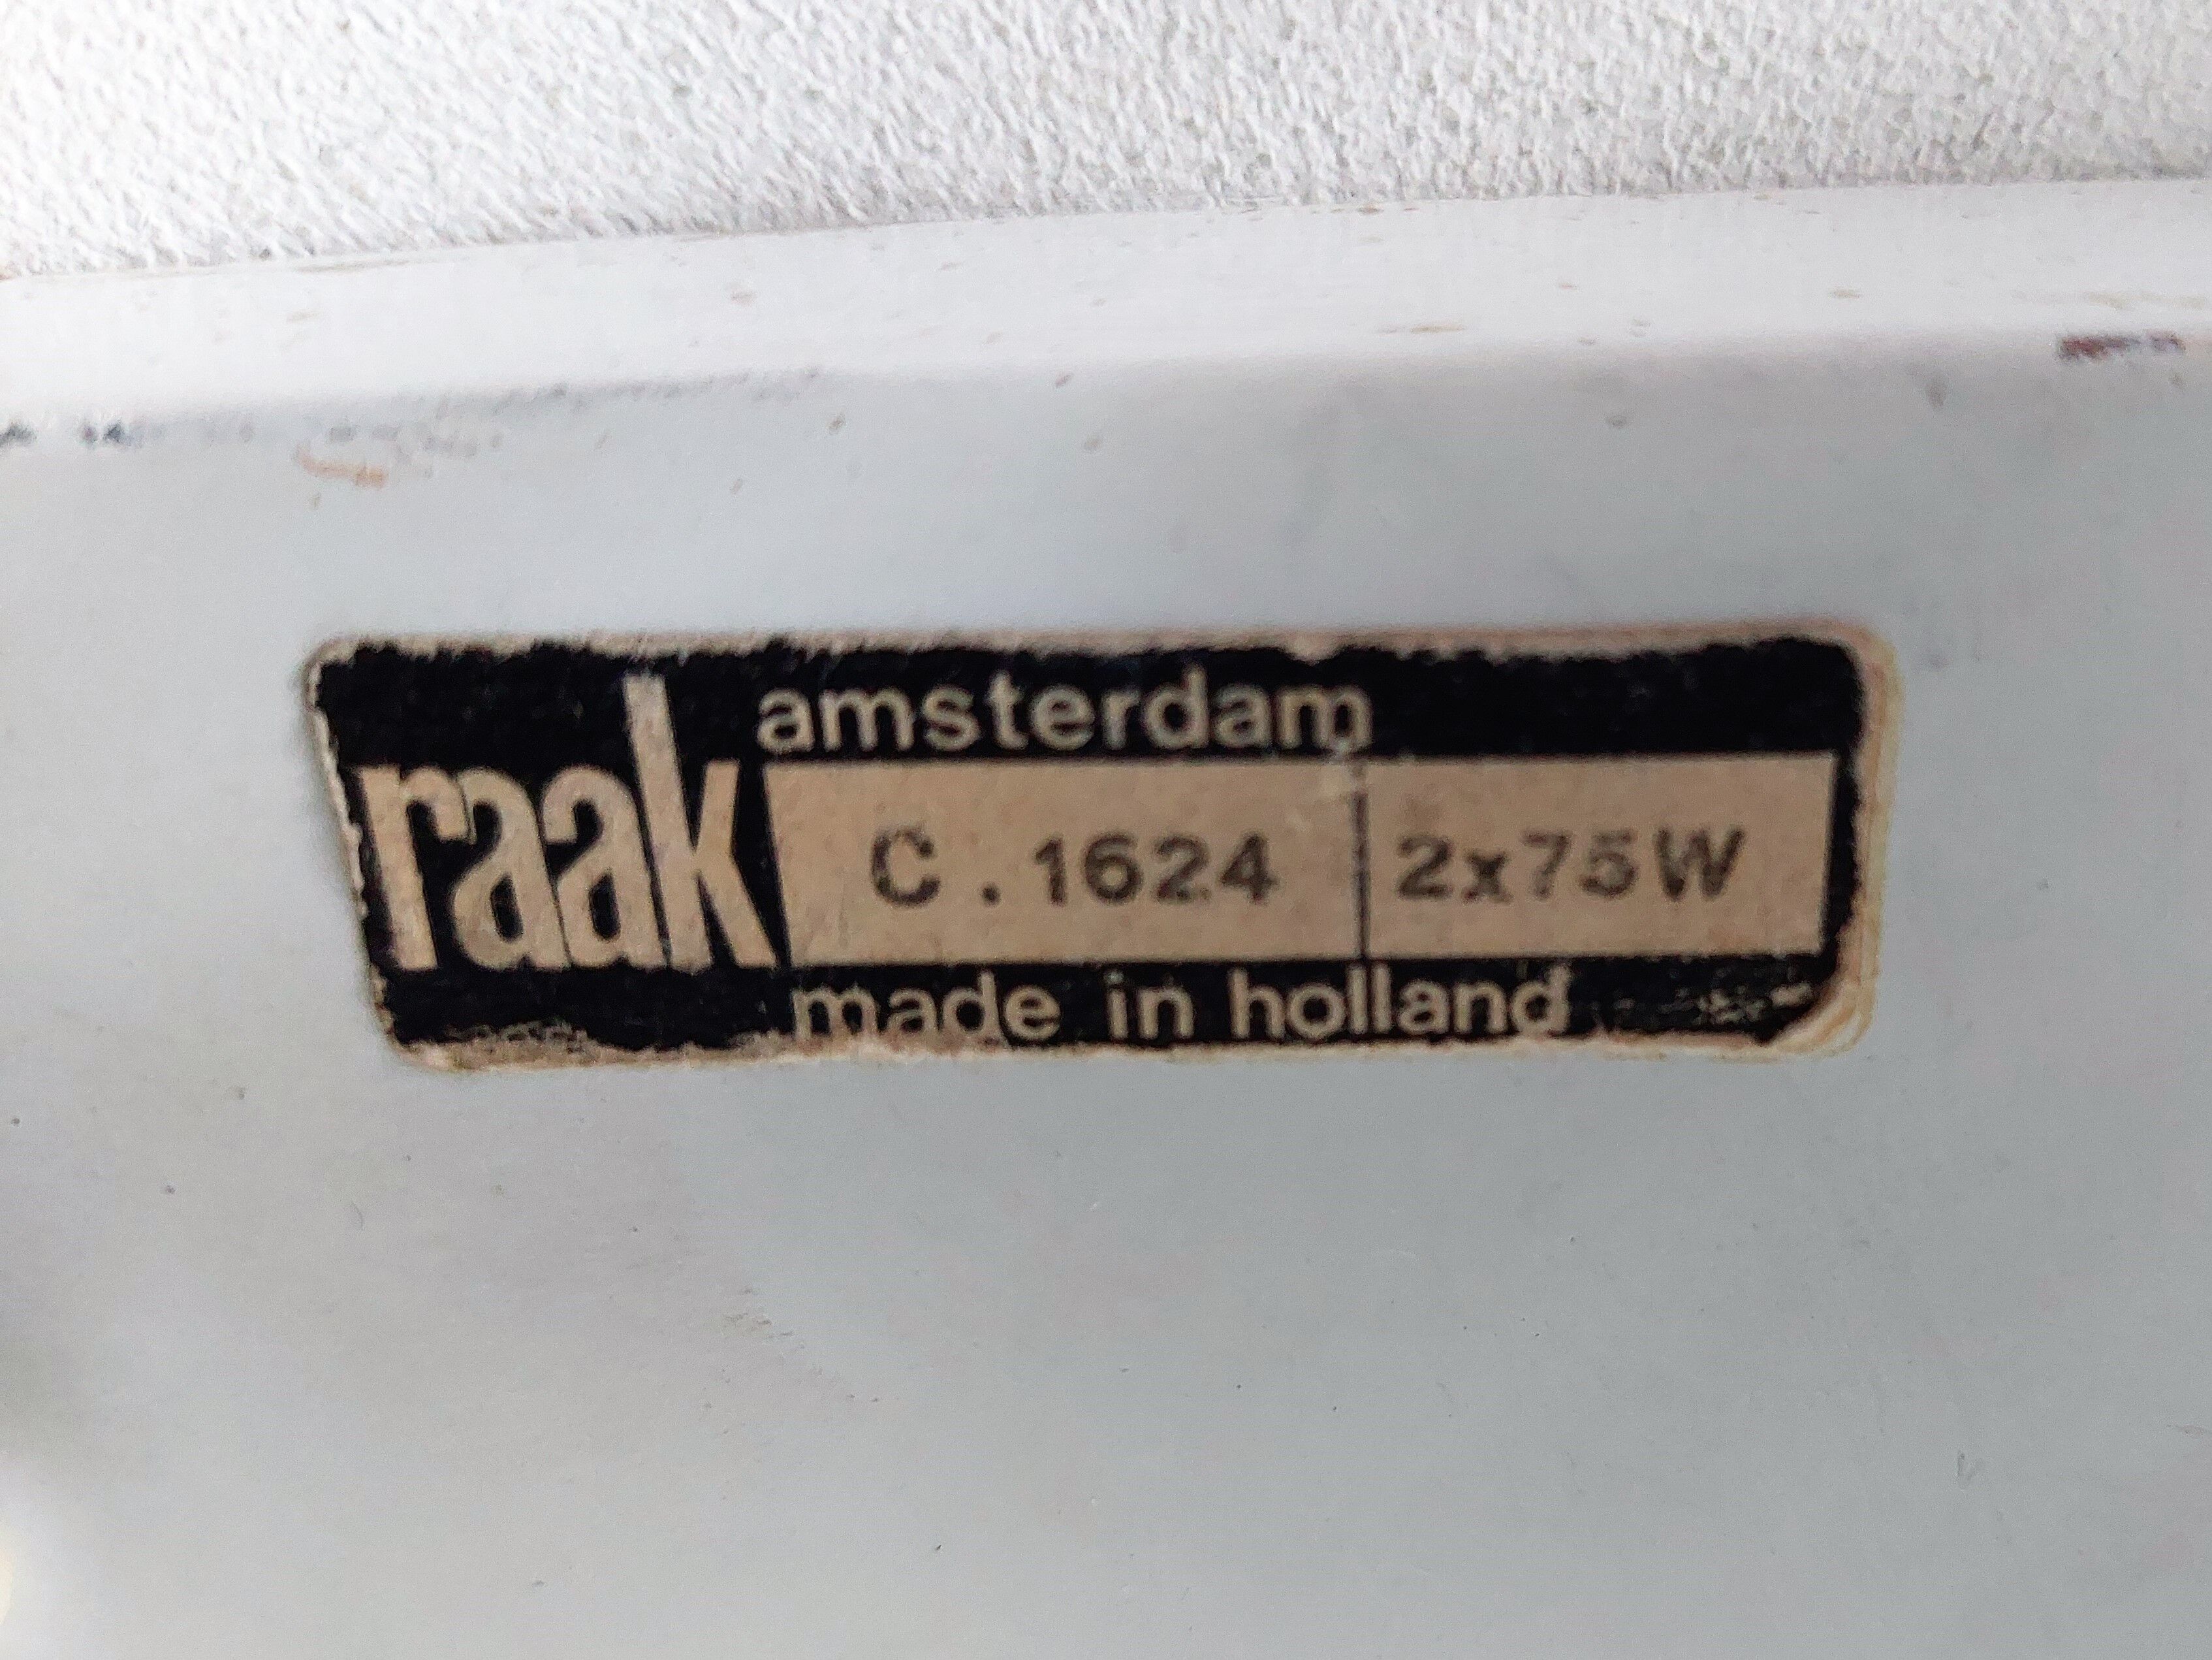 amsterdam
raak
C.1624 2x75W
made in holland